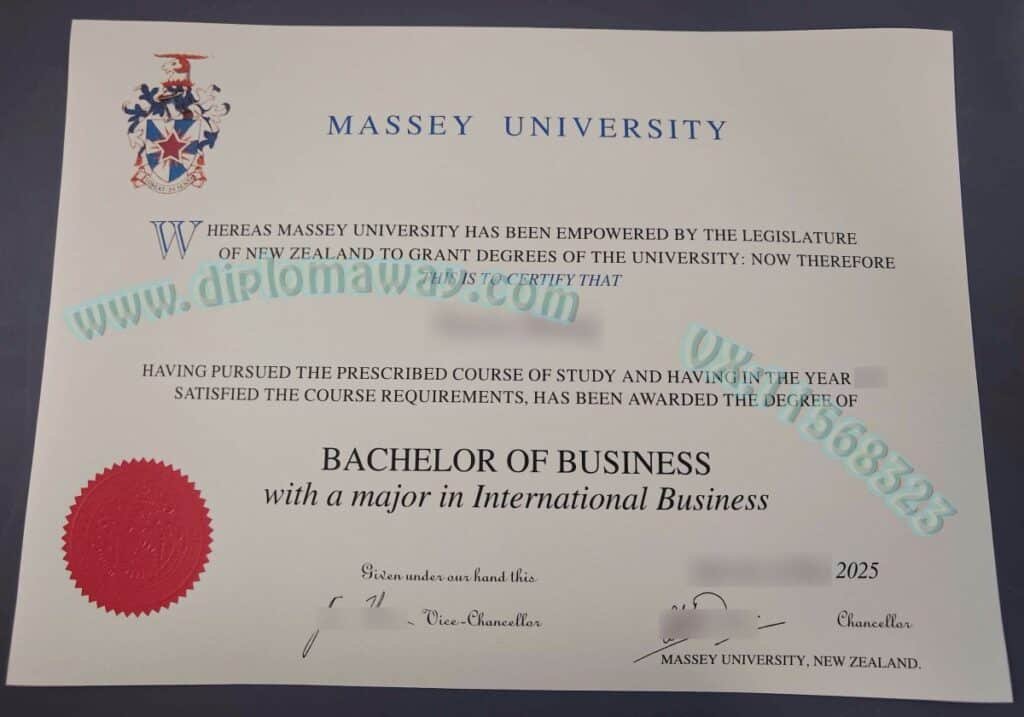 MASSEY UNIVERSITY
WHEREAS MASSEY UNIVERSITY HAS BEEN EMPOWERED BY THE LEGISLATURE
OF NEW ZEALAND TO GRANT DEGREES OF THE UNIVERSITY: NOW THEREFORE
THIS IS TO CERTIFY THAT
www.diplomaway.com
HAVING PURSUED THE PRESCRIBED COURSE OF STUDY AND HAVING IN THE YEAR
SATISFIED THE COURSE REQUIREMENTS, HAS BEEN AWARDED THE DEGREE OF
VX:11568323
BACHELOR OF BUSINESS
with a major in International Business
Given under our hand this
2025
Vice-Chancellor
Chancellor
MASSEY UNIVERSITY, NEW ZEALAND.